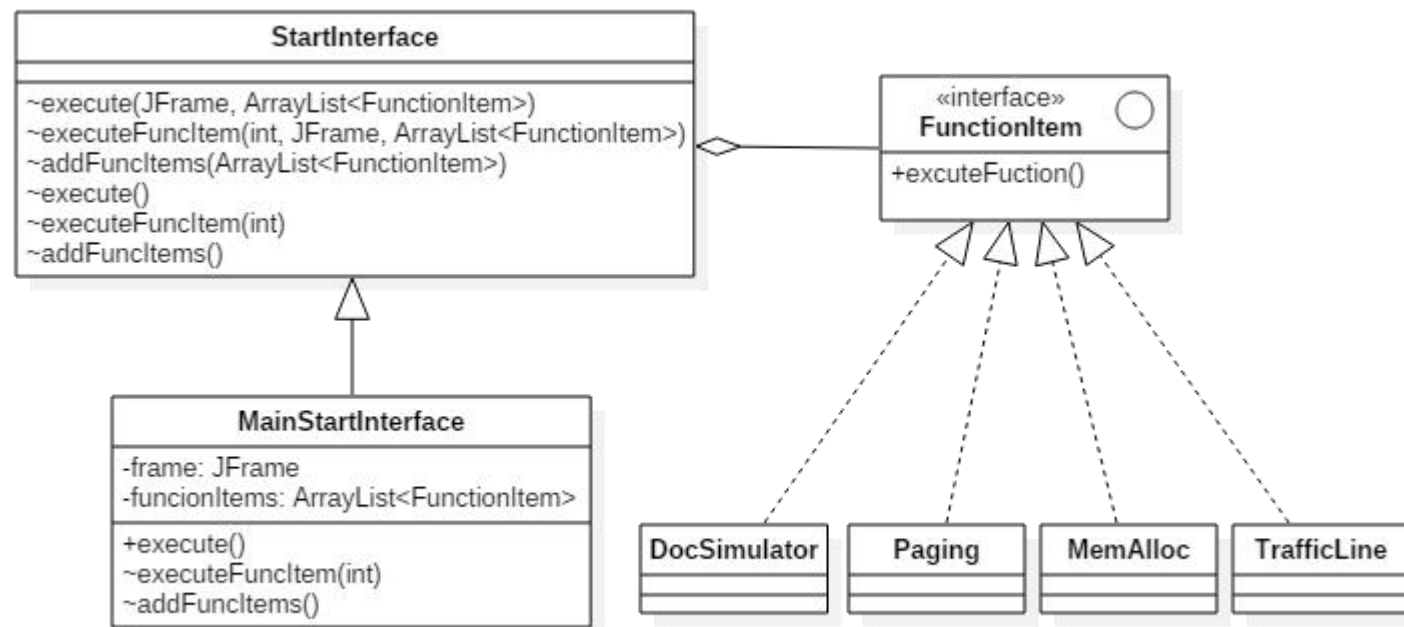 StartInterface
~execute(JFrame, ArrayList<FunctionItem>)
~executeFuncItem(int, JFrame, ArrayList<FunctionItem>)
~addFuncItems(ArrayList<FunctionItem>)
~execute()
~executeFuncItem(int)
~addFuncItems()
«interface»
FunctionItem
+excuteFuction()
MainStartInterface
-frame: JFrame
-funcionItems: ArrayList<FunctionItem>
+execute()
~executeFuncItem(int)
~addFuncItems()
DocSimulator
Paging
MemAlloc
TrafficLine